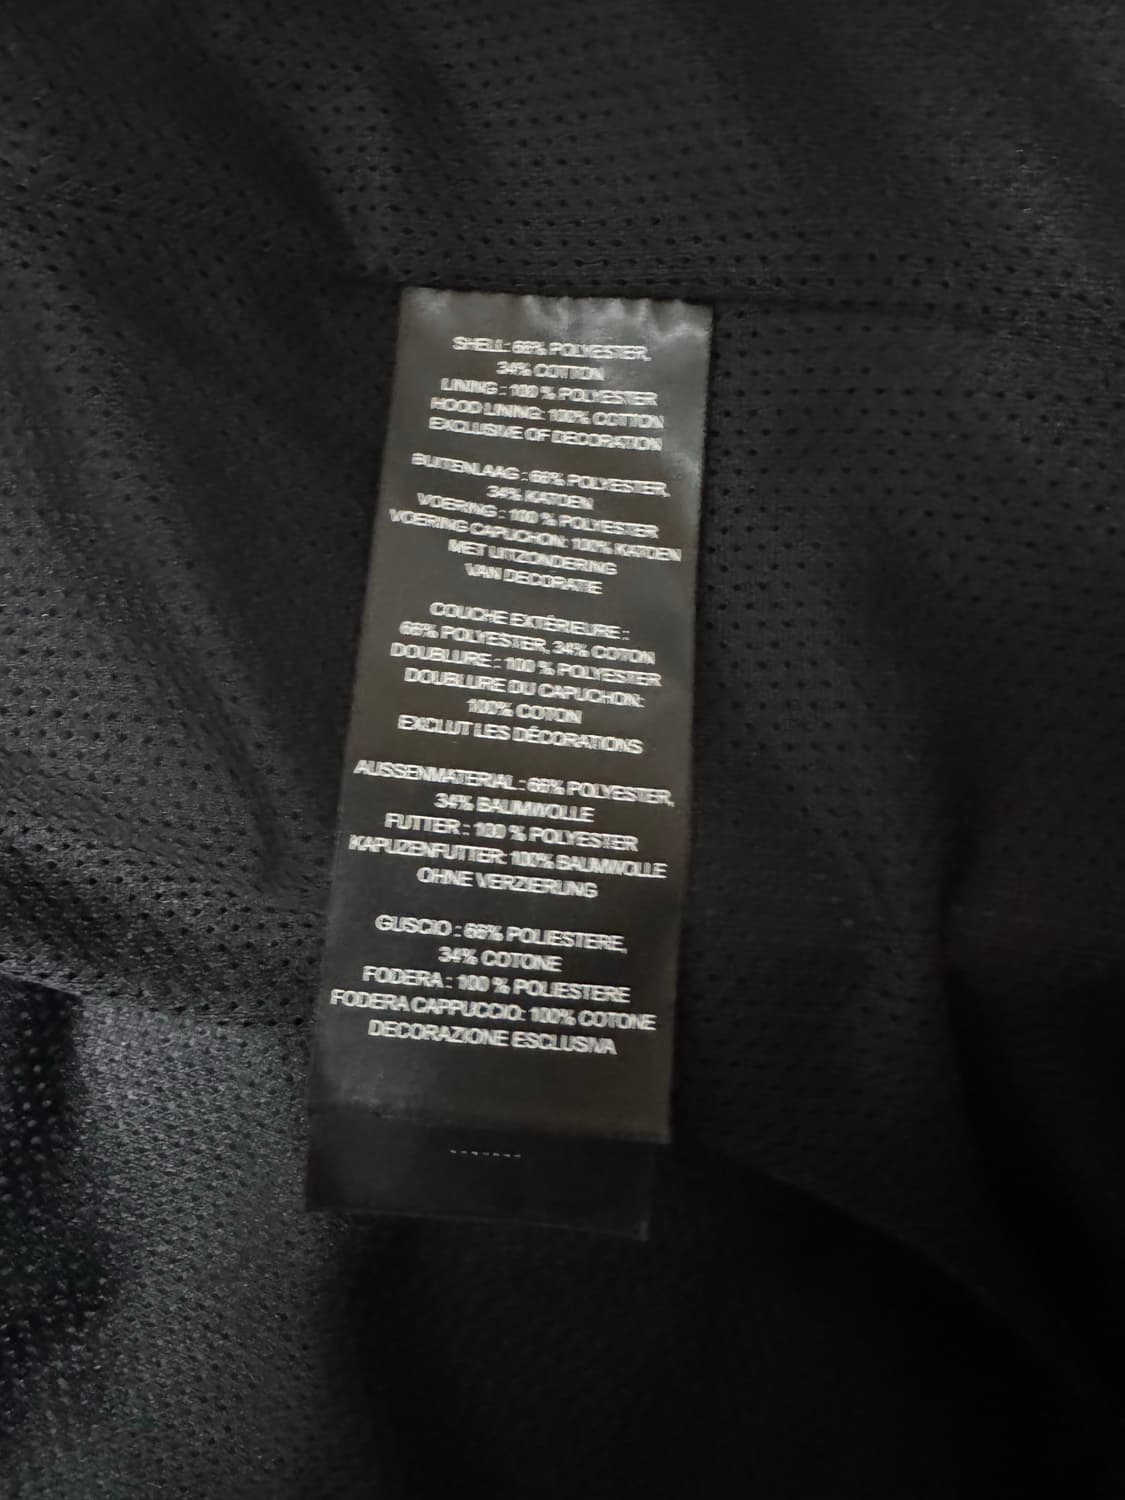 SHELL : 66% POLYESTER,
34% COTTON
LINING : 100 % POLYESTER
HOOD LINING: 100% COTTON
EXCLUSIVE OF DECORATION
BUITENLAAG : 66% POLYESTER,
34% KATOEN
VOERING : 100 % POLYESTER
VOERING CAPUCHON: 100% KATOEN
MET UITZONDERING
VAN DECORATIE
COUCHE EXTÉRIEURE :
66% POLYESTER, 34% COTON
DOUBLURE : 100 % POLYESTER
DOUBLURE DU CAPUCHON:
100% COTON
EXCLUT LES DÉCORATIONS
AUSSENMATERIAL : 66% POLYESTER,
34% BAUMWOLLE
FUTTER : 100 % POLYESTER
KAPUZENFUTTER: 100% BAUMWOLLE
OHNE VERZIERUNG
GUSCIO : 66% POLIESTERE,
34% COTONE
FODERA : 100 % POLIESTERE
FODERA CAPPUCCIO: 100% COTONE
DECORAZIONE ESCLUSIVA